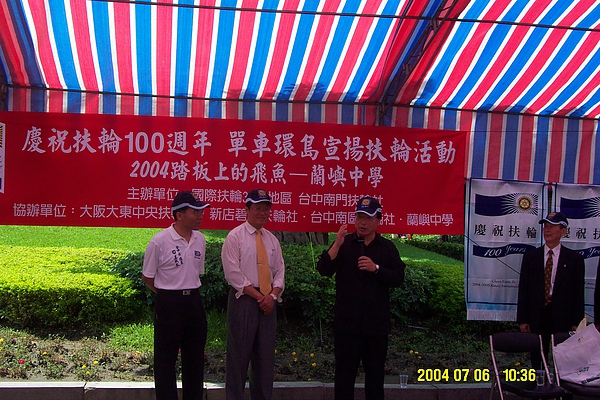 慶祝扶輪100週年 單車環島宣揚扶輪活動
2004踏板上的飛魚—蘭嶼中學
主辦單位 國際扶輪3 地區 台中南門扶 社
協辦單位：大阪大東中央扶 新店碧 輪社．台中南區 輪社．蘭嶼中學
慶祝扶輪
100 Years
慶祝扶輪
100
2004 07 06 10:36